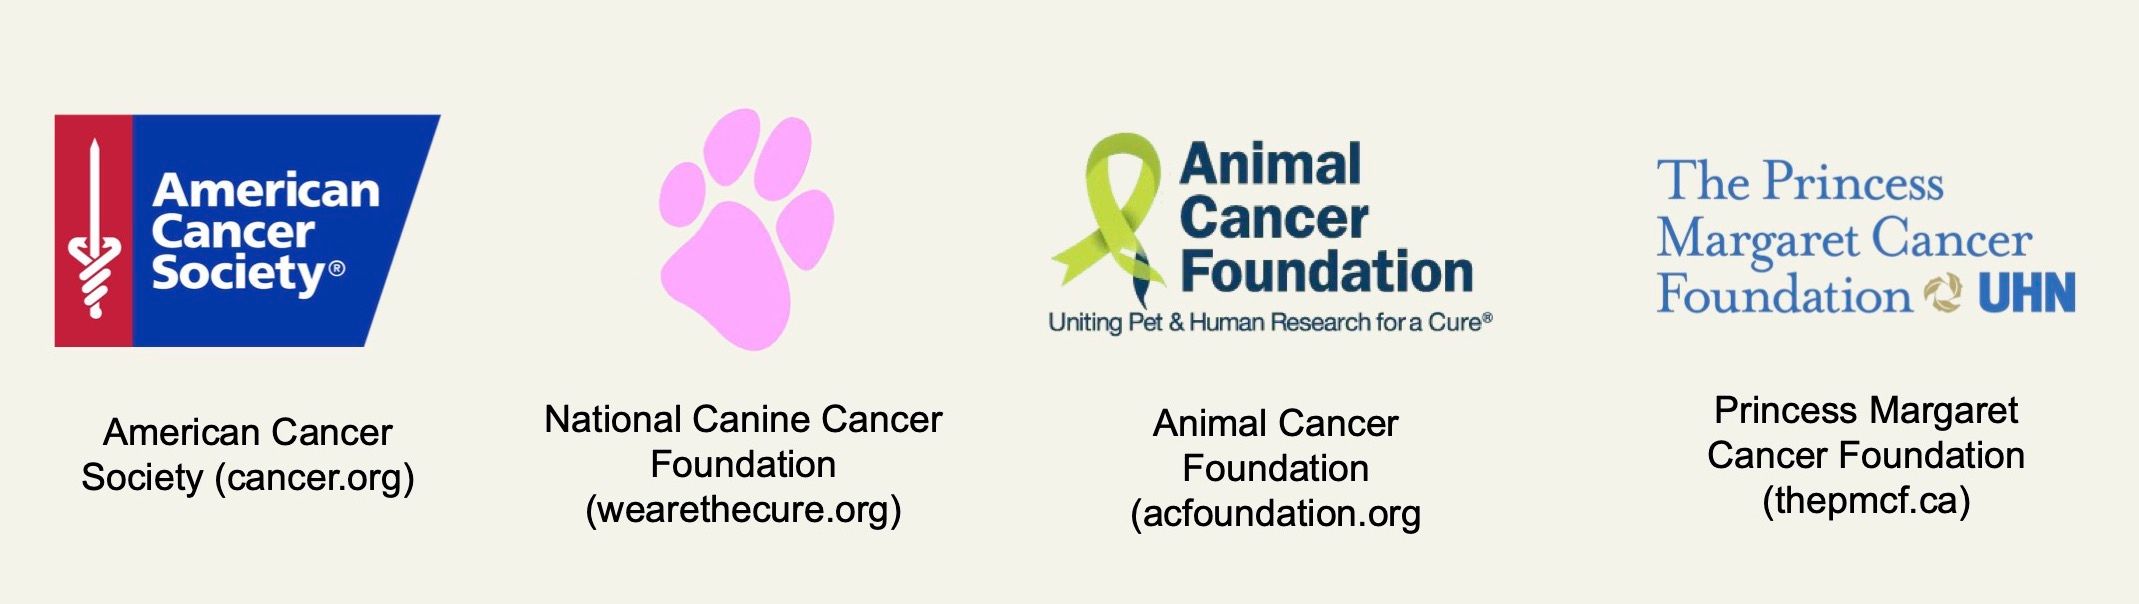 American
Cancer
Society®
American Cancer
Society (cancer.org)
National Canine Cancer
Foundation
(wearethecure.org)
Animal
Cancer
Foundation
Uniting Pet & Human Research for a Cure®
Animal Cancer
Foundation
(acfoundation.org
The Princess
Margaret Cancer
Foundation UHN
Princess Margaret
Cancer Foundation
(thepmcf.ca)